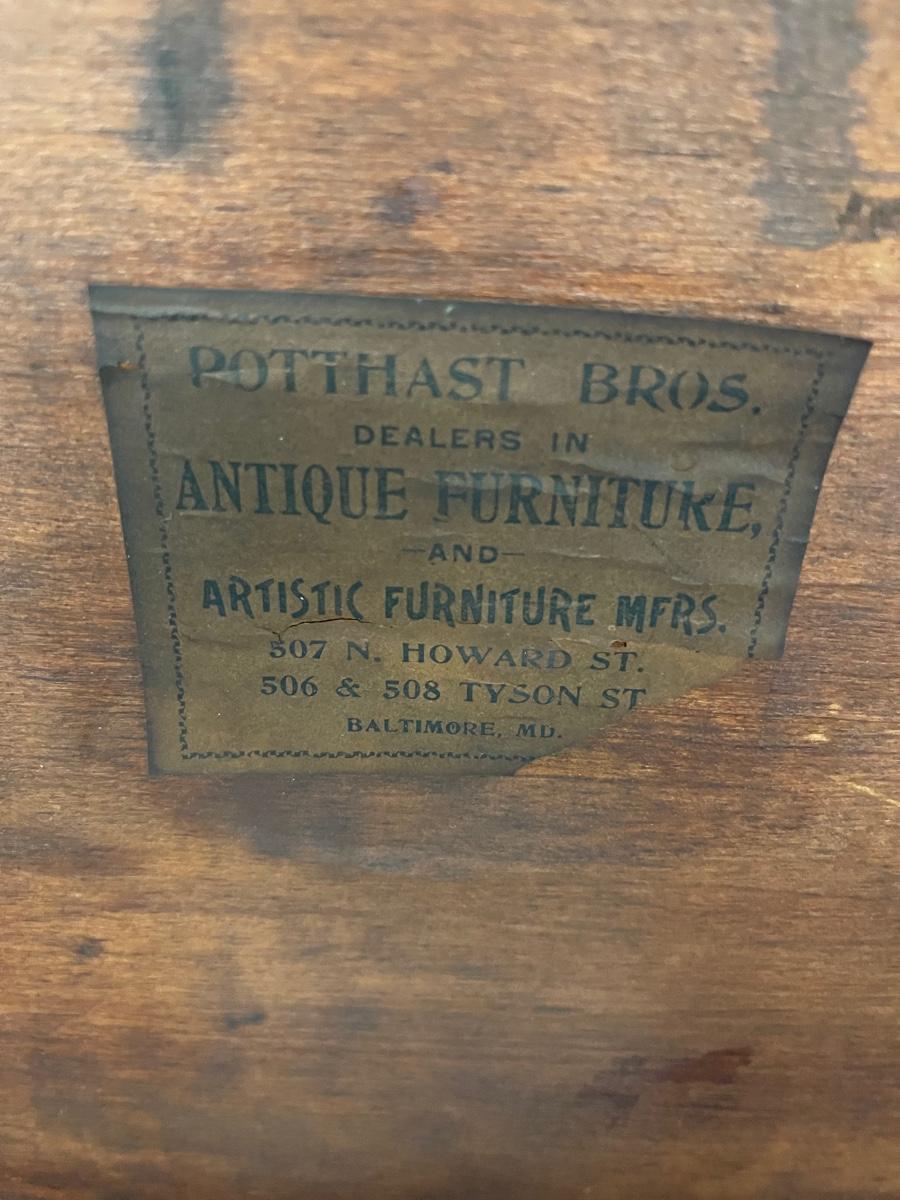 POTTHAST BROS.
DEALERS IN
ANTIQUE FURNITURE,
—AND—
ARTISTIC FURNITURE MFRS.
507 N. HOWARD ST.
506 & 508 TYSON ST
BALTIMORE, MD.